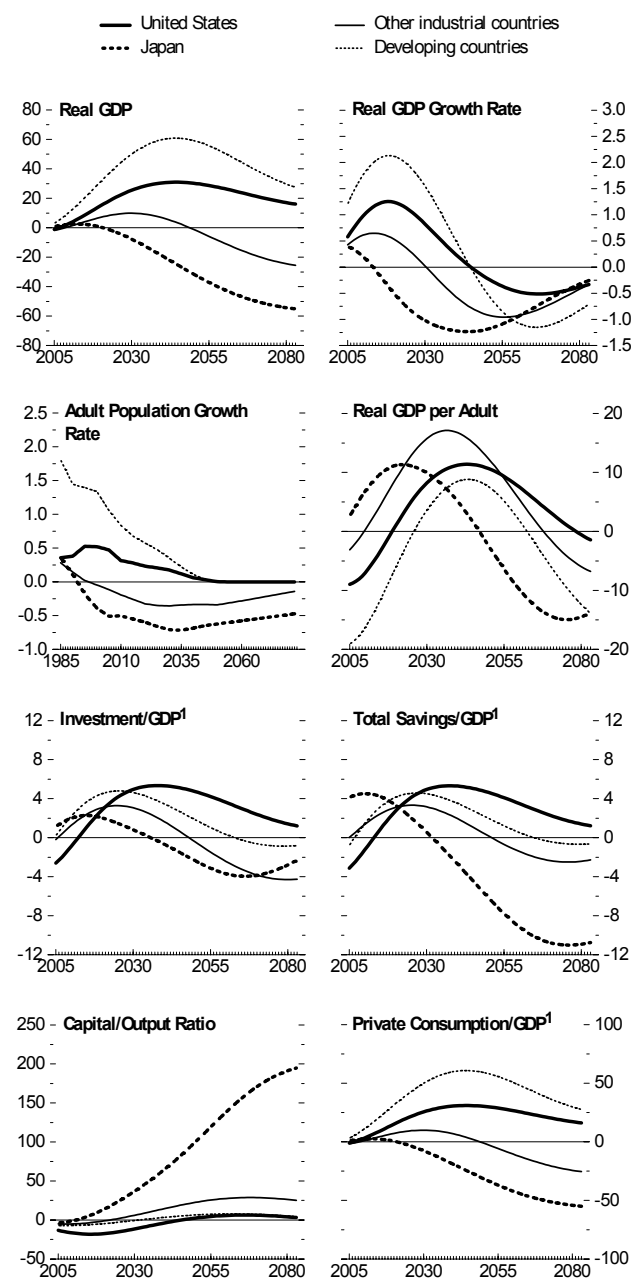 United States
Other industrial countries
Japan
Developing countries
Real GDP
80
60
40
20
0
-20
-40
-60
-80
2005 2030 2055 2080
Real GDP Growth Rate
3.0
2.5
2.0
1.5
1.0
0.5
0.0
-0.5
-1.0
-1.5
2005 2030 2055 2080
Adult Population Growth
Rate
2.5
2.0
1.5
1.0
0.5
0.0
-0.5
-1.0
1985 2010 2035 2060
Real GDP per Adult
20
10
0
-10
-20
2005 2030 2055 2080
Investment/GDP1
12
8
4
0
-4
-8
-12
2005 2030 2055 2080
Total Savings/GDP1
12
8
4
0
-4
-8
-12
2005 2030 2055 2080
Capital/Output Ratio
250
200
150
100
50
0
-50
2005 2030 2055 2080
Private Consumption/GDP1
100
50
0
-50
-100
2005 2030 2055 2080